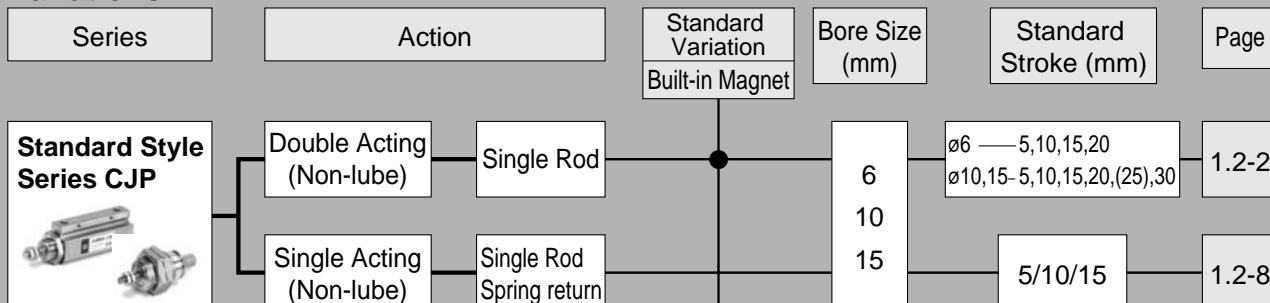 Series
Action
Standard
Variation
Built-in Magnet
Bore Size
(mm)
Standard
Stroke (mm)
Page
Standard Style
Series CJP
Double Acting
(Non-lube)
Single Rod
6
10
15
ø6 —— 5,10,15,20
ø10,15– 5,10,15,20,(25),30
1.2-2
Single Acting
(Non-lube)
Single Rod
Spring return
5/10/15
1.2-8